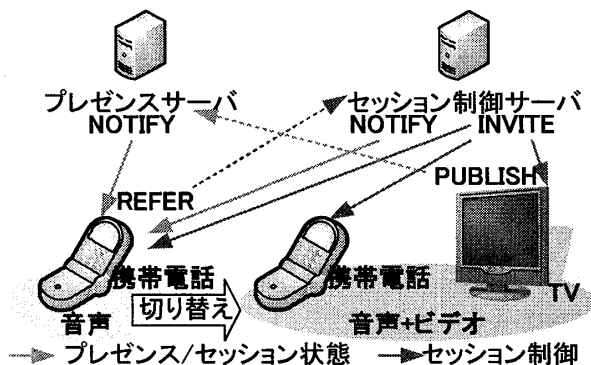 プレゼンスサーバ
NOTIFY
セッション制御サーバ
NOTIFY INVITE
PUBLISH
REFER
携帯電話
携帯電話
TV
切り替え
音声
音声+ビデオ
プレゼンス/セッション状態
セッション制御